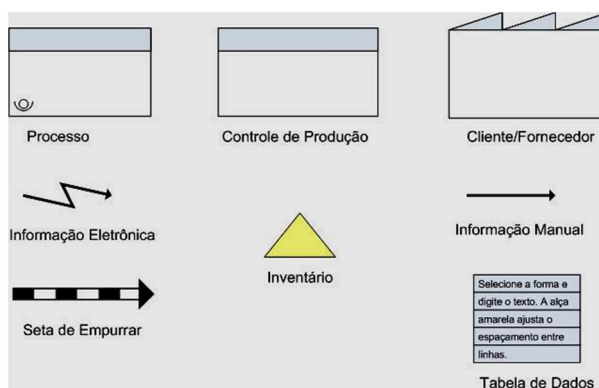 Processo
Controle de Produção
Cliente/Fornecedor
Informação Eletrônica
Inventário
Informação Manual
Seta de Empurrar
Selecione a forma e
digite o texto. A alça
amarela ajusta o
espaçamento entre
linhas.
Tabela de Dados